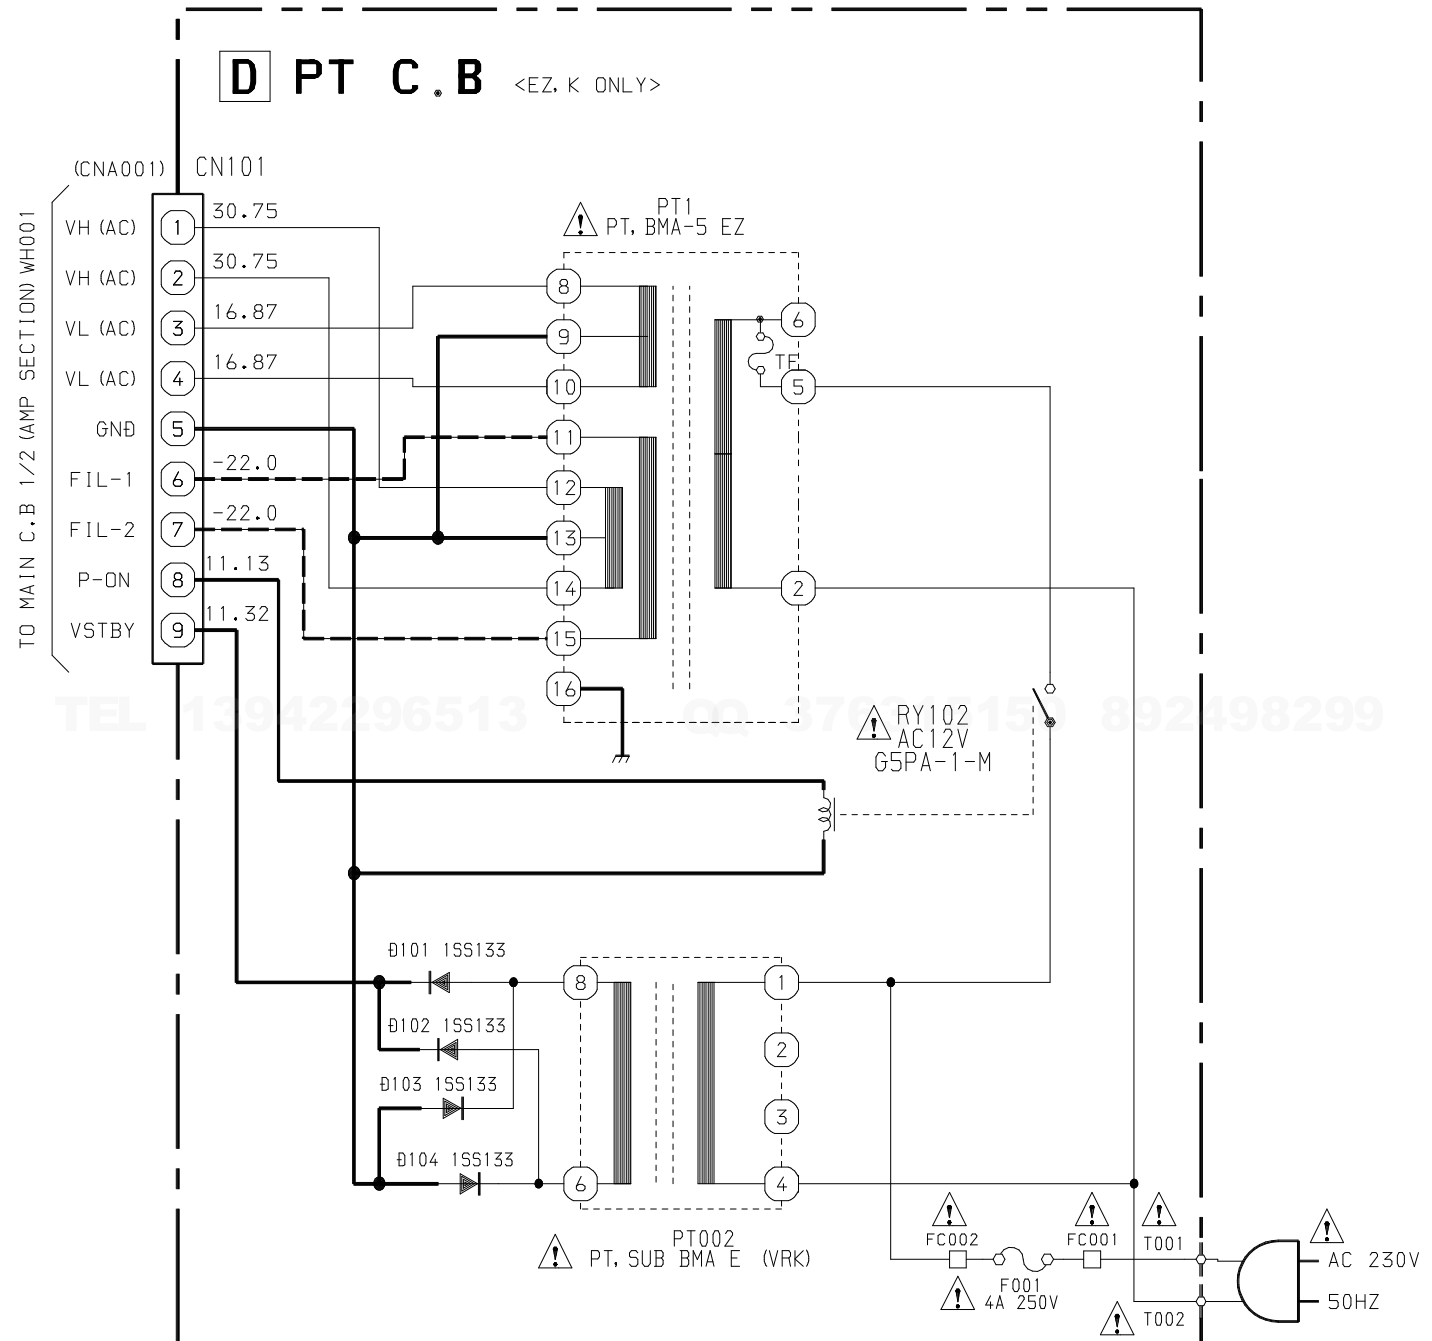 D PT C.B <EZ, K ONLY>
(CNA001) CN101
TO MAIN C.B 1/2 (AMP SECTION) WH001
VH (AC) 1 30.75
VH (AC) 2 30.75
VL (AC) 3 16.87
VL (AC) 4 16.87
GND 5
FIL-1 6 -22.0
FIL-2 7 -22.0
P-ON 8 11.13
VSTBY 9 11.32
PT1
PT, BMA-5 EZ
8
9
10
11
12
13
14
15
16
6
TF
5
2
RY102
AC12V
G5PA-1-M
D101 1SS133
D102 1SS133
D103 1SS133
D104 1SS133
8
6
1
2
3
4
PT002
PT, SUB BMA E (VRK)
FC002
FC001
T001
F001
4A 250V
T002
AC 230V
50HZ
TEL 13942296513 QQ 892498299